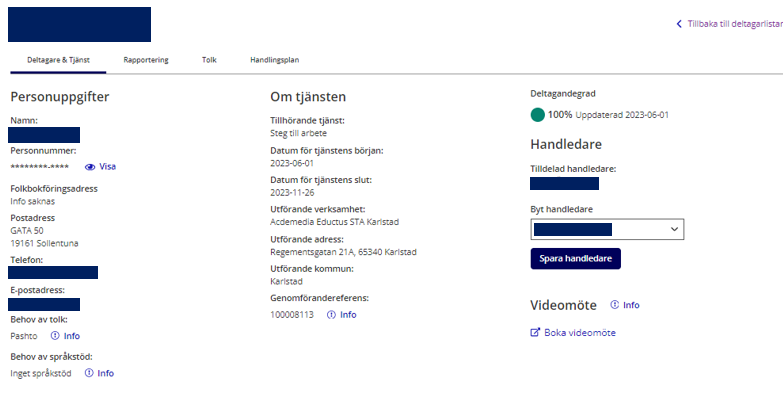 Tillbaka till deltagarlistan
Deltagare & Tjänst
Rapportering
Tolk
Handlingsplan
Personuppgifter
Namn:
Personnummer:
********-****
Visa
Folkbokföringsadress
Info saknas
Postadress
GATA 50
19161 Sollentuna
Telefon:
E-postadress:
Behov av tolk:
Pashto
Info
Behov av språkstöd:
Inget språkstöd
Info
Om tjänsten
Tillhörande tjänst:
Steg till arbete
Datum för tjänstens början:
2023-06-01
Datum för tjänstens slut:
2023-11-26
Utförande verksamhet:
Acdemedia Eductus STA Karlstad
Utförande adress:
Regementsgatan 21A, 65340 Karlstad
Utförande kommun:
Karlstad
Genomförandereferens:
100008113
Info
Deltagandegrad
100% Uppdaterad 2023-06-01
Handledare
Tilldelad handledare:
Byt handledare
Spara handledare
Videomöte
Info
Boka videomöte